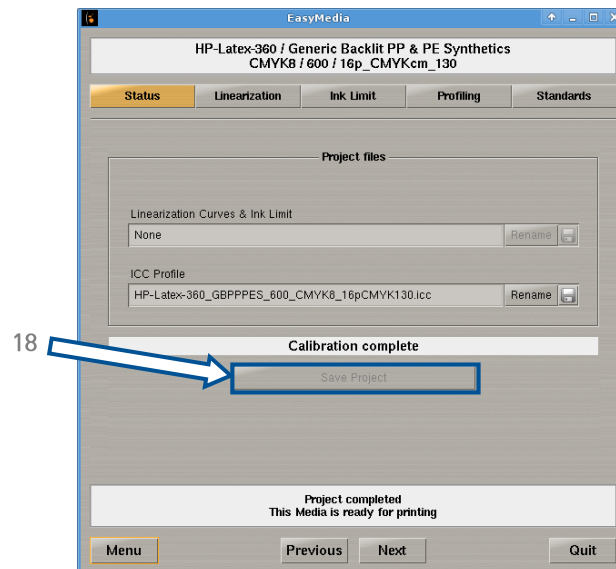 EasyMedia
HP-Latex-360 / Generic Backlit PP & PE Synthetics
CMYK8 / 600 / 16p_CMYKcm_130
Status Linearization Ink Limit Profiling Standards
Project files
Linearization Curves & Ink Limit
None Rename
ICC Profile
HP-Latex-360_GBPPPES_600_CMYK8_16pCMYK130.icc Rename
Calibration complete
18
Save Project
Project completed
This Media is ready for printing
Menu Previous Next Quit